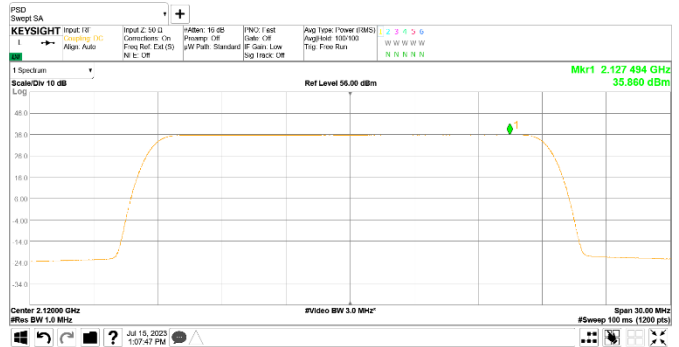 PSD
Swept SA
+
KEYSIGHT Input: RF Input Z: 50 Ω #Atten: 16 dB PNO: Fast Avg Type: Power (RMS) 1 2 3 4 5 6
1 Coupling: DC Corrections: On Preamp: Off Gate: Off Avg|Hold: 100/100 W W W W W W
Align: Auto Freq Ref: Ext (S) µW Path: Standard IF Gain: Low Trig: Free Run
NFE: Off Sig Track: Off N N N N N N
1 Spectrum Mkr1 2.127 494 GHz
Scale/Div 10 dB Ref Level 56.00 dBm 35.860 dBm
Log
46.0
36.0
1
26.0
16.0
6.00
-4.00
-14.0
-24.0
-34.0
Center 2.12000 GHz #Video BW 3.0 MHz* Span 30.00 MHz
#Res BW 1.0 MHz #Sweep 100 ms (1200 pts)
? Jul 15, 2023
1:07:47 PM